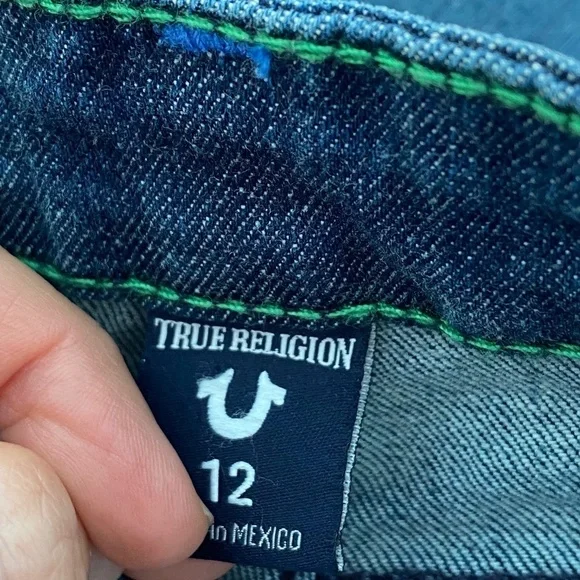 TRUE RELIGION
12
in MEXICO